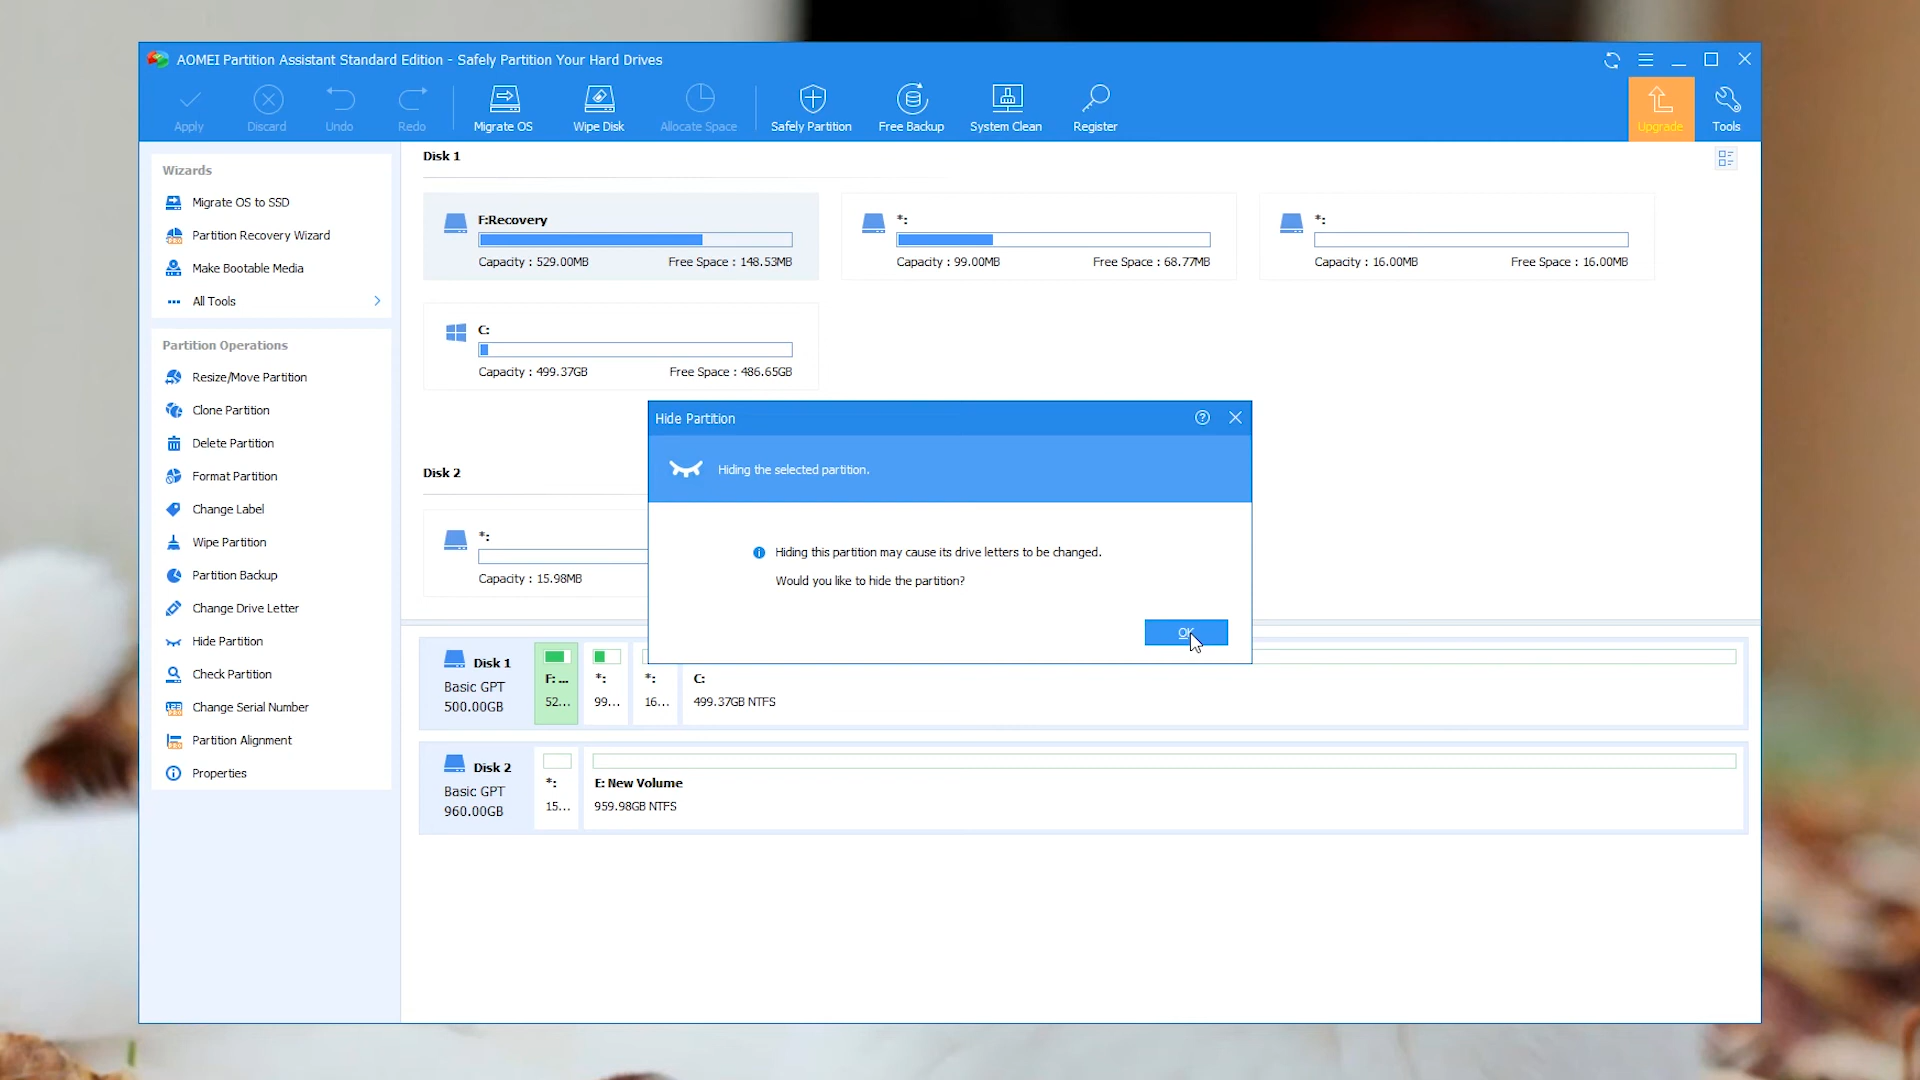 AOMEI Partition Assistant Standard Edition - Safely Partition Your Hard Drives
Apply
Discard
Undo
Redo
Migrate OS
Wipe Disk
Allocate Space
Safely Partition
Free Backup
System Clean
Register
Upgrade
Tools
Wizards
Migrate OS to SSD
Partition Recovery Wizard
Make Bootable Media
All Tools
Partition Operations
Resize/Move Partition
Clone Partition
Delete Partition
Format Partition
Change Label
Wipe Partition
Partition Backup
Change Drive Letter
Hide Partition
Check Partition
Change Serial Number
Partition Alignment
Properties
Disk 1
F:Recovery
Capacity : 529.00MB Free Space : 148.53MB
*:
Capacity : 99.00MB Free Space : 68.77MB
*:
Capacity : 16.00MB Free Space : 16.00MB
C:
Capacity : 499.37GB Free Space : 486.65GB
Disk 2
*:
Capacity : 15.98MB
Hide Partition
Hiding the selected partition.
Hiding this partition may cause its drive letters to be changed.
Would you like to hide the partition?
OK
Disk 1
Basic GPT
500.00GB
F: ...
52...
*:
99...
*:
16...
C:
499.37GB NTFS
Disk 2
Basic GPT
960.00GB
*:
15...
E: New Volume
959.98GB NTFS